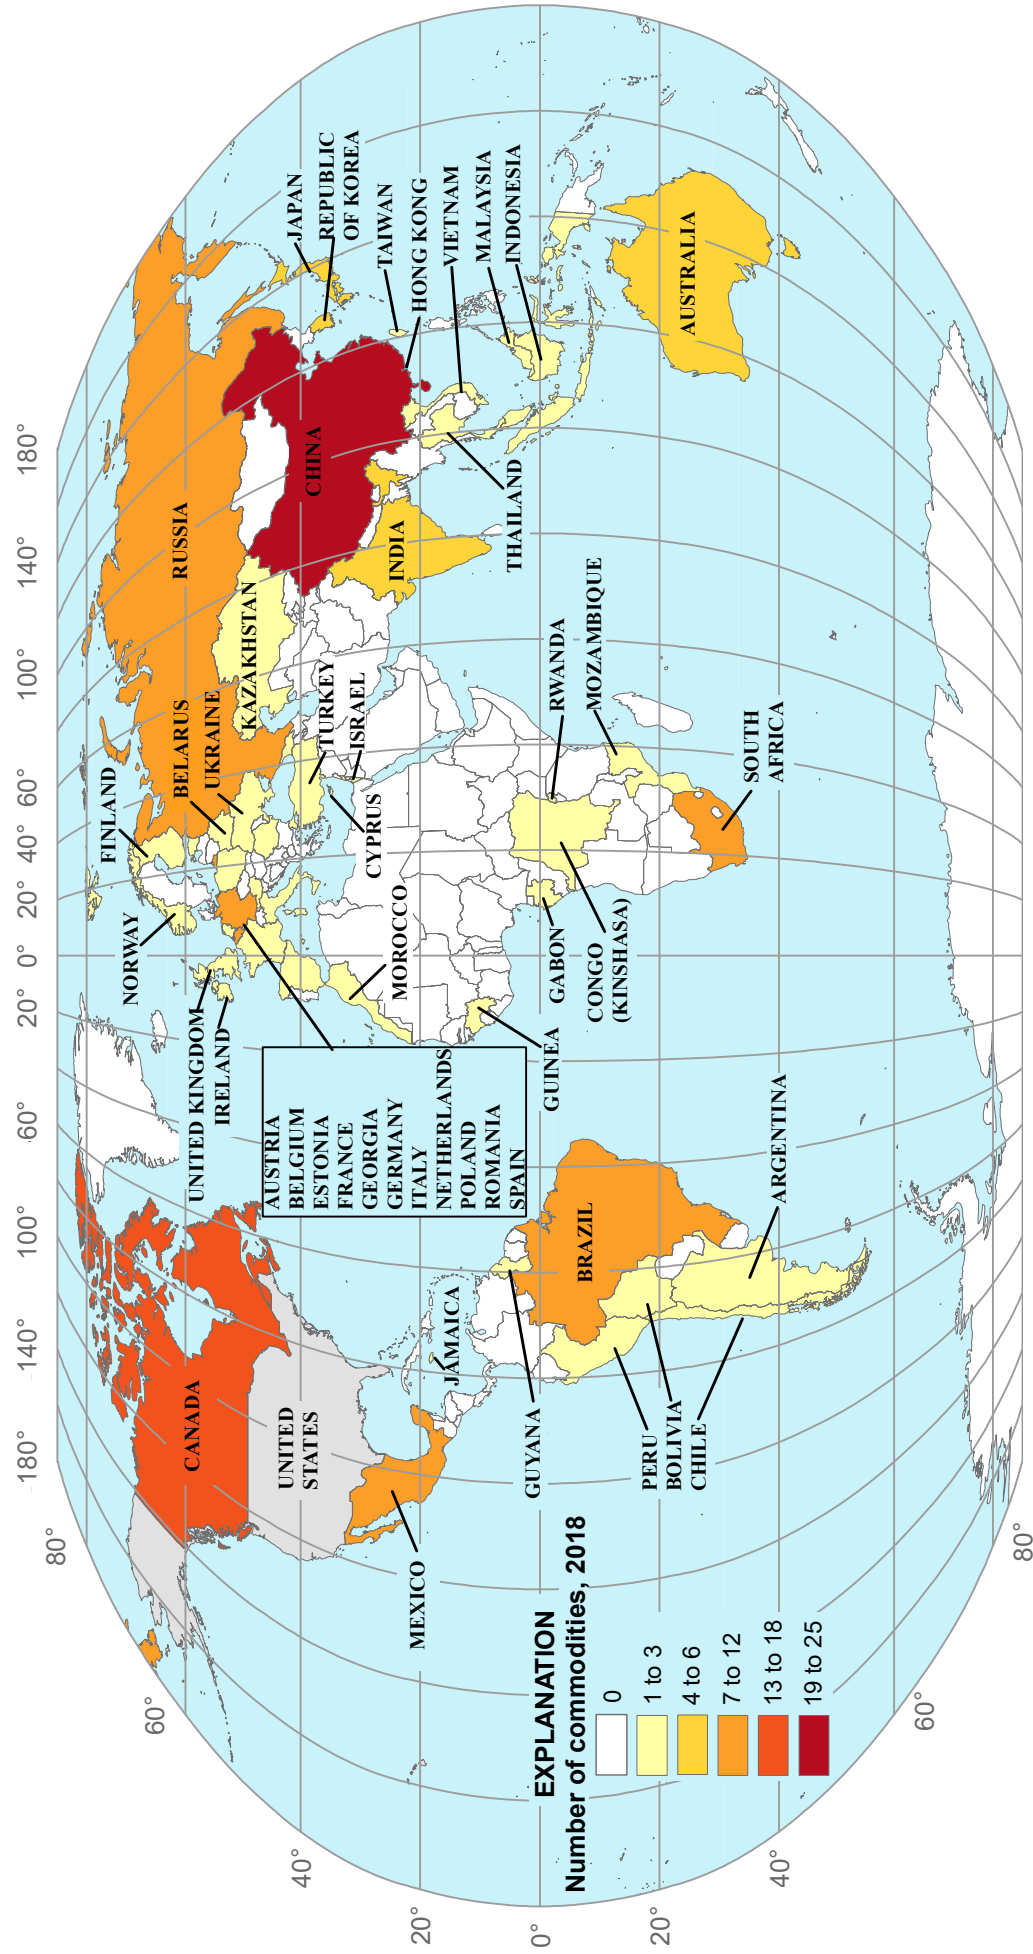 80°
60°
40°
20°
0°
20°
40°
60°
80°
180°
140°
100°
60°
20°
0°
20°
40°
60°
100°
140°
180°
CANADA
UNITED
STATES
MEXICO
JAMAICA
GUYANA
BRAZIL
PERU
BOLIVIA
CHILE
ARGENTINA
UNITED KINGDOM
IRELAND
NORWAY
FINLAND
BELARUS
UKRAINE
RUSSIA
KAZAKHSTAN
TURKEY
ISRAEL
CYPRUS
MOROCCO
GUINEA
GABON
CONGO
(KINSHASA)
RWANDA
MOZAMBIQUE
SOUTH
AFRICA
AUSTRIA
BELGIUM
ESTONIA
FRANCE
GEORGIA
GERMANY
ITALY
NETHERLANDS
POLAND
ROMANIA
SPAIN
CHINA
INDIA
THAILAND
JAPAN
REPUBLIC
OF KOREA
TAIWAN
HONG KONG
VIETNAM
MALAYSIA
INDONESIA
AUSTRALIA
EXPLANATION
Number of commodities, 2018
0
1 to 3
4 to 6
7 to 12
13 to 18
19 to 25